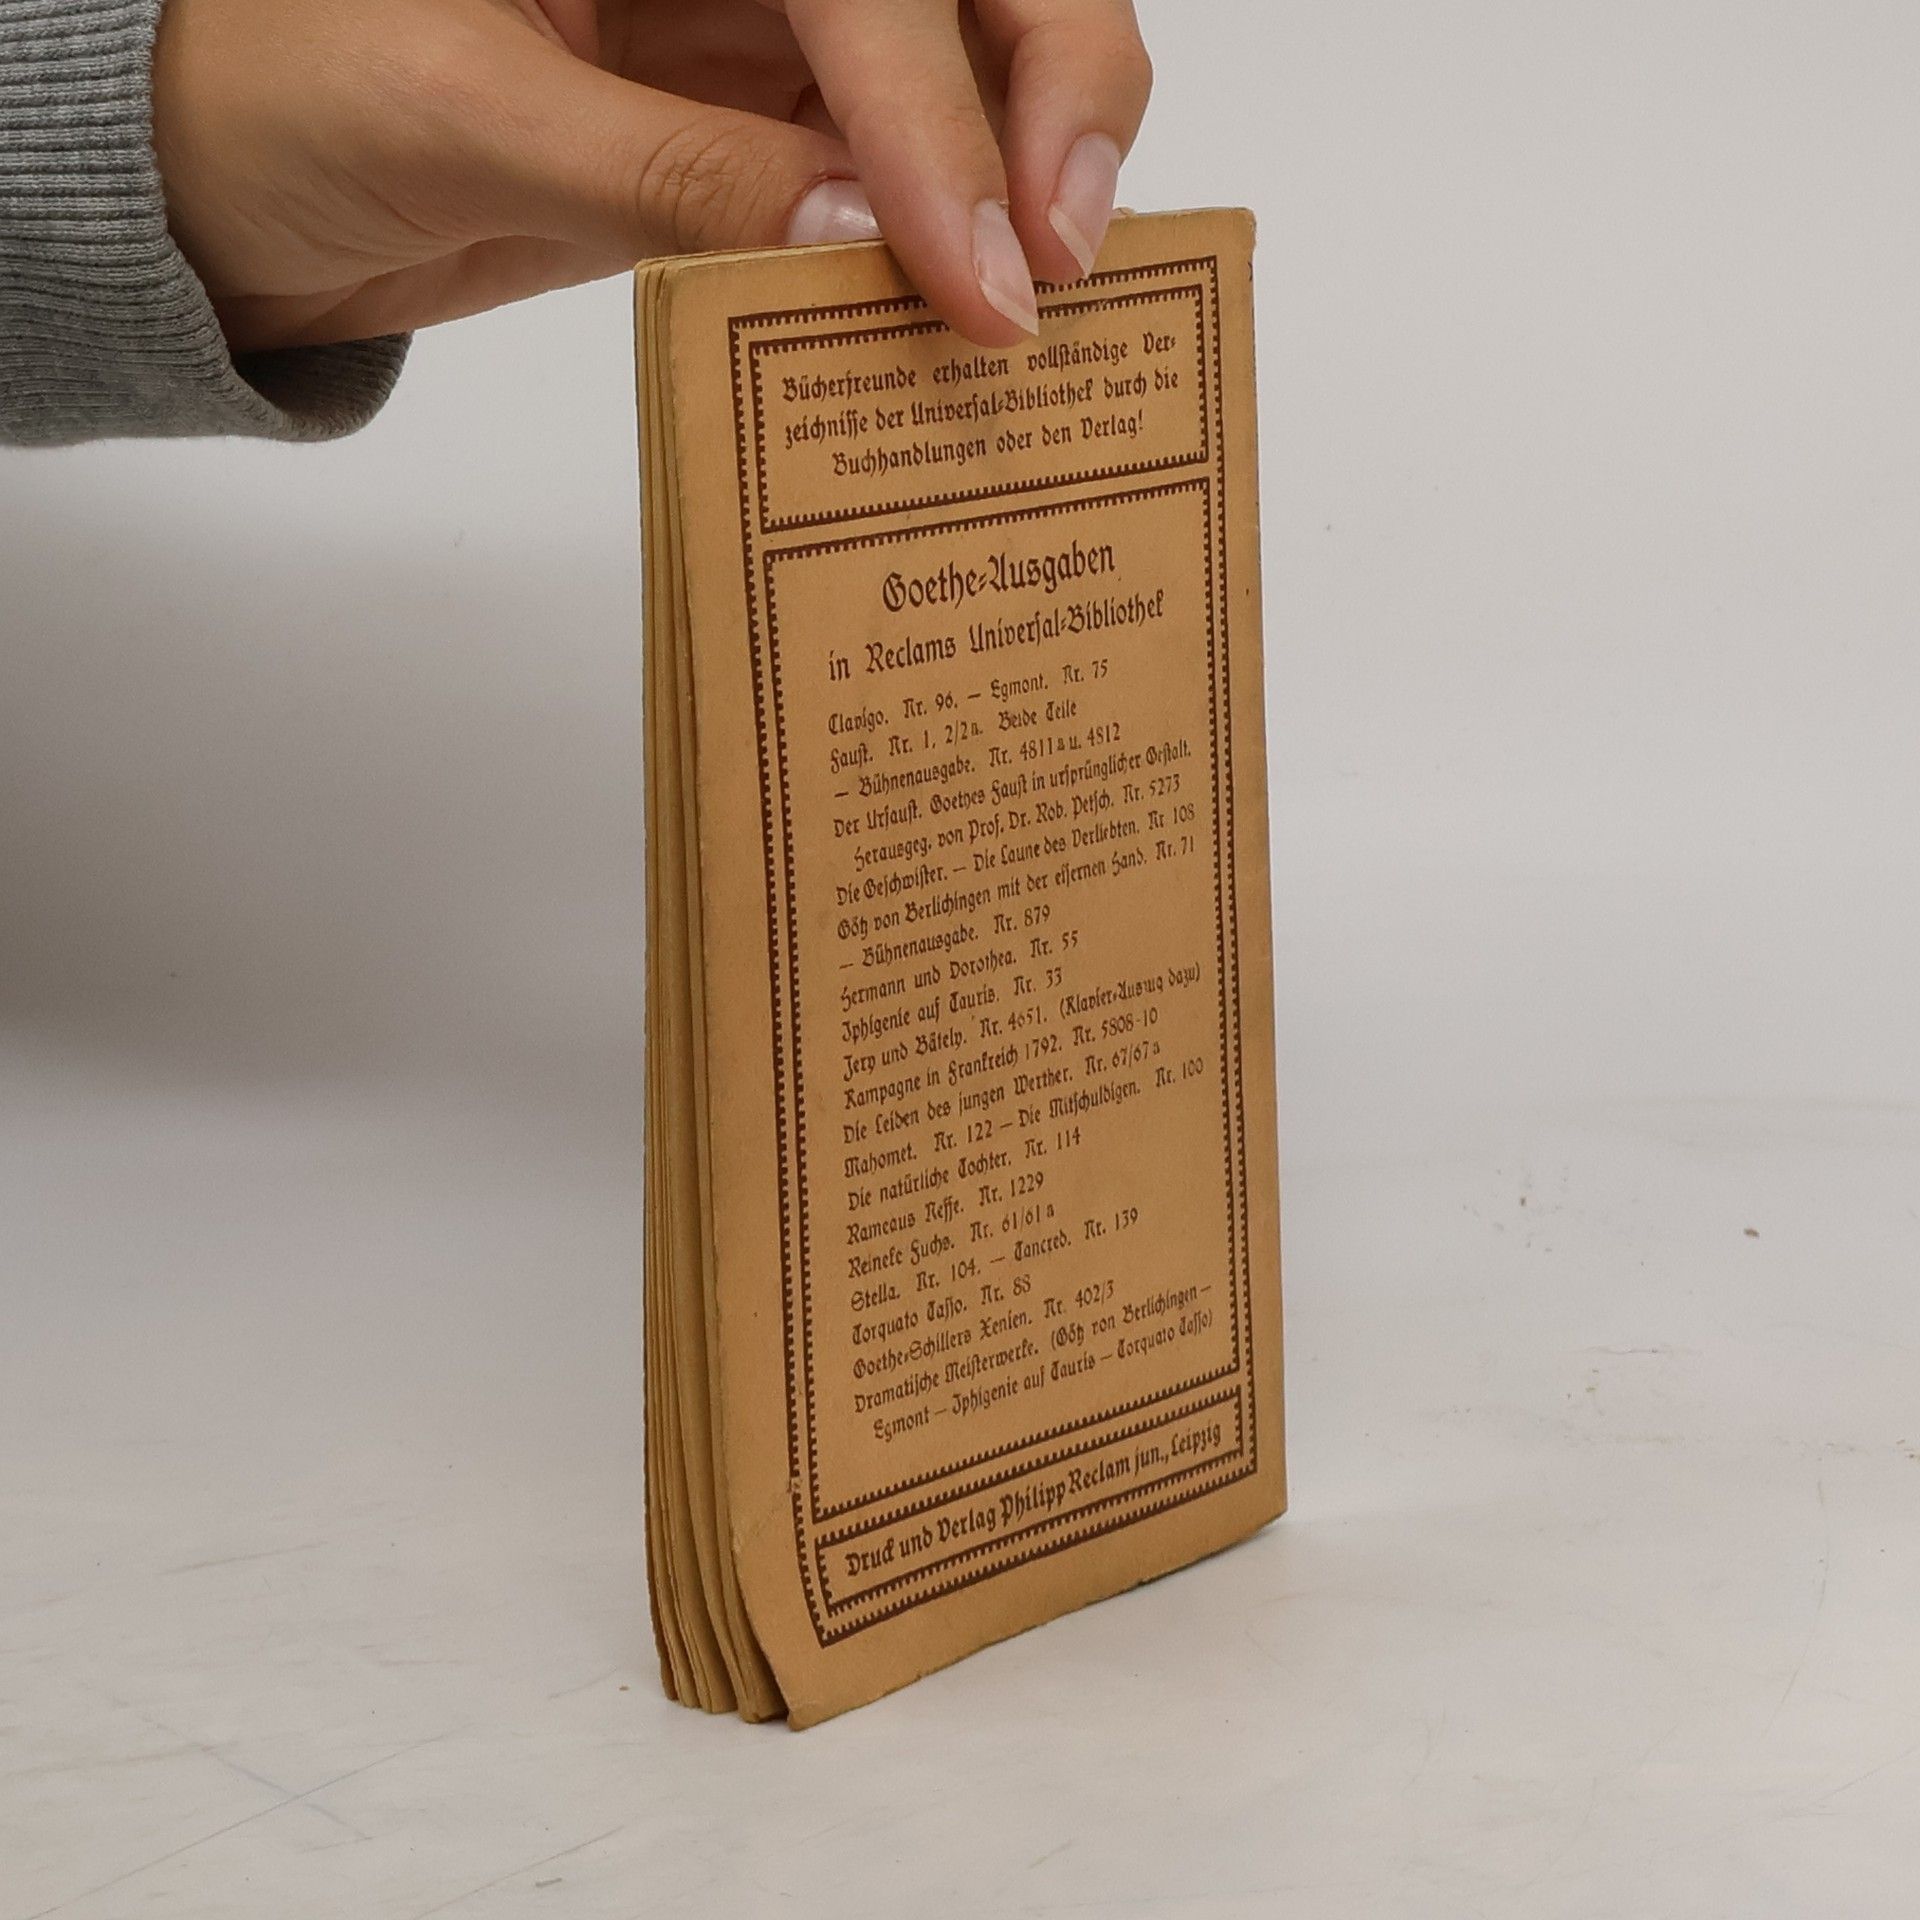 Bücherfreunde erhalten vollständige Ver-
zeichnisse der Universal-Bibliothek durch die
Buchhandlungen oder den Verlag!
Goethe-Ausgaben
in Reclams Universal-Bibliothek
Clavigo. Nr. 96. — Egmont. Nr. 75
Faust. Nr. 1, 2/2a. Beide Teile
— Bühnenausgabe. Nr. 4811a u. 4812
Der Urfaust. Goethes Faust in ursprünglicher Gestalt.
Herausgeg. von Prof. Dr. Rob. Petsch. Nr. 5273
Die Geschwister. — Die Laune des Verliebten. Nr 108
Götz von Berlichingen mit der eisernen Hand. Nr. 71
— Bühnenausgabe. Nr. 879
Hermann und Dorothea. Nr. 55
Iphigenie auf Tauris. Nr. 33
Jery und Bätely. Nr. 4651. (Klavier-Auszug dazu)
Kampagne in Frankreich 1792. Nr. 5808-10
Die Leiden des jungen Werther. Nr. 67/67a
Mahomet. Nr. 122 — Die Mitschuldigen. Nr. 100
Die natürliche Tochter. Nr. 114
Rameaus Neffe. Nr. 1229
Reineke Fuchs. Nr. 61/61a
Stella. Nr. 104. — Tancred. Nr. 139
Torquato Tasso. Nr. 88
Goethe-Schillers Xenien. Nr. 402/3
Dramatische Meisterwerke. (Götz von Berlichingen —
Egmont — Iphigenie auf Tauris — Torquato Tasso)
Druck und Verlag Philipp Reclam jun., Leipzig